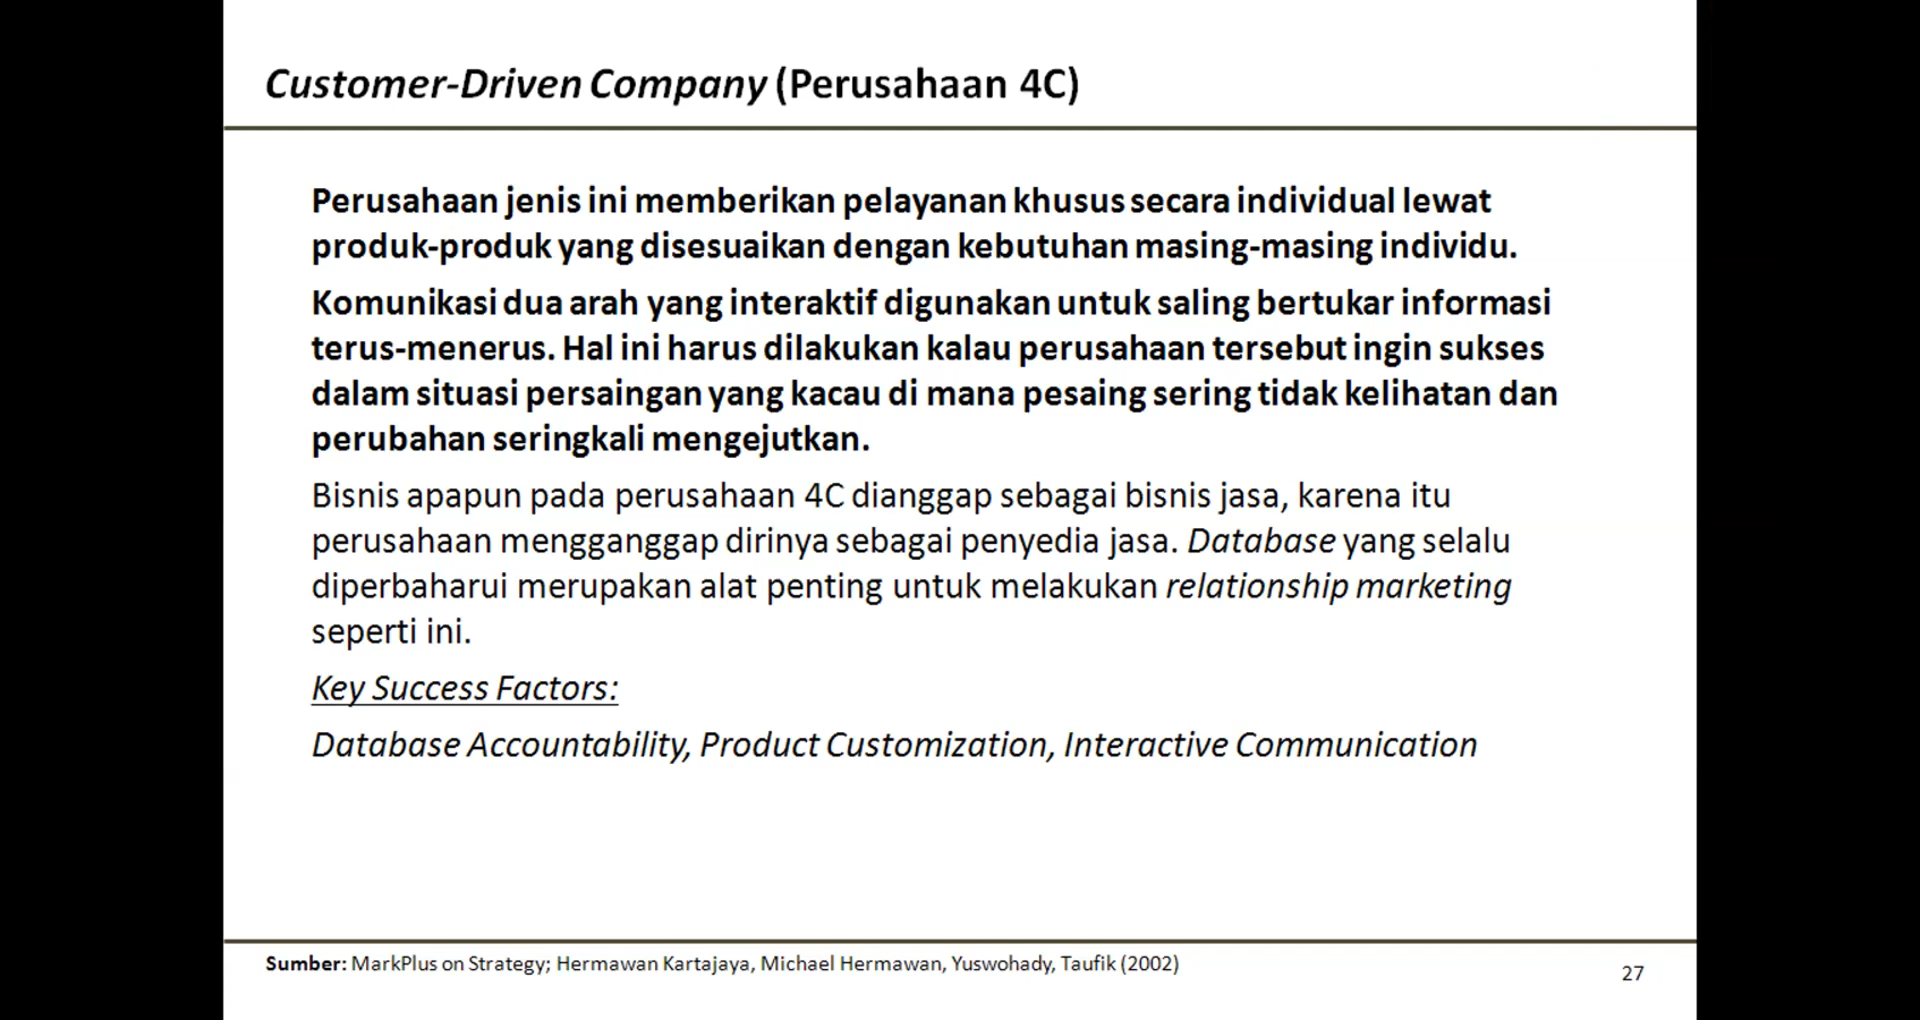 Customer-Driven Company (Perusahaan 4C)
Perusahaan jenis ini memberikan pelayanan khusus secara individual lewat
produk-produk yang disesuaikan dengan kebutuhan masing-masing individu.
Komunikasi dua arah yang interaktif digunakan untuk saling bertukar informasi
terus-menerus. Hal ini harus dilakukan kalau perusahaan tersebut ingin sukses
dalam situasi persaingan yang kacau di mana pesaing sering tidak kelihatan dan
perubahan seringkali mengejutkan.
Bisnis apapun pada perusahaan 4C dianggap sebagai bisnis jasa, karena itu
perusahaan mengganggap dirinya sebagai penyedia jasa. Database yang selalu
diperbaharui merupakan alat penting untuk melakukan relationship marketing
seperti ini.
Key Success Factors:
Database Accountability, Product Customization, Interactive Communication
Sumber: MarkPlus on Strategy; Hermawan Kartajaya, Michael Hermawan, Yuswohady, Taufik (2002)
27